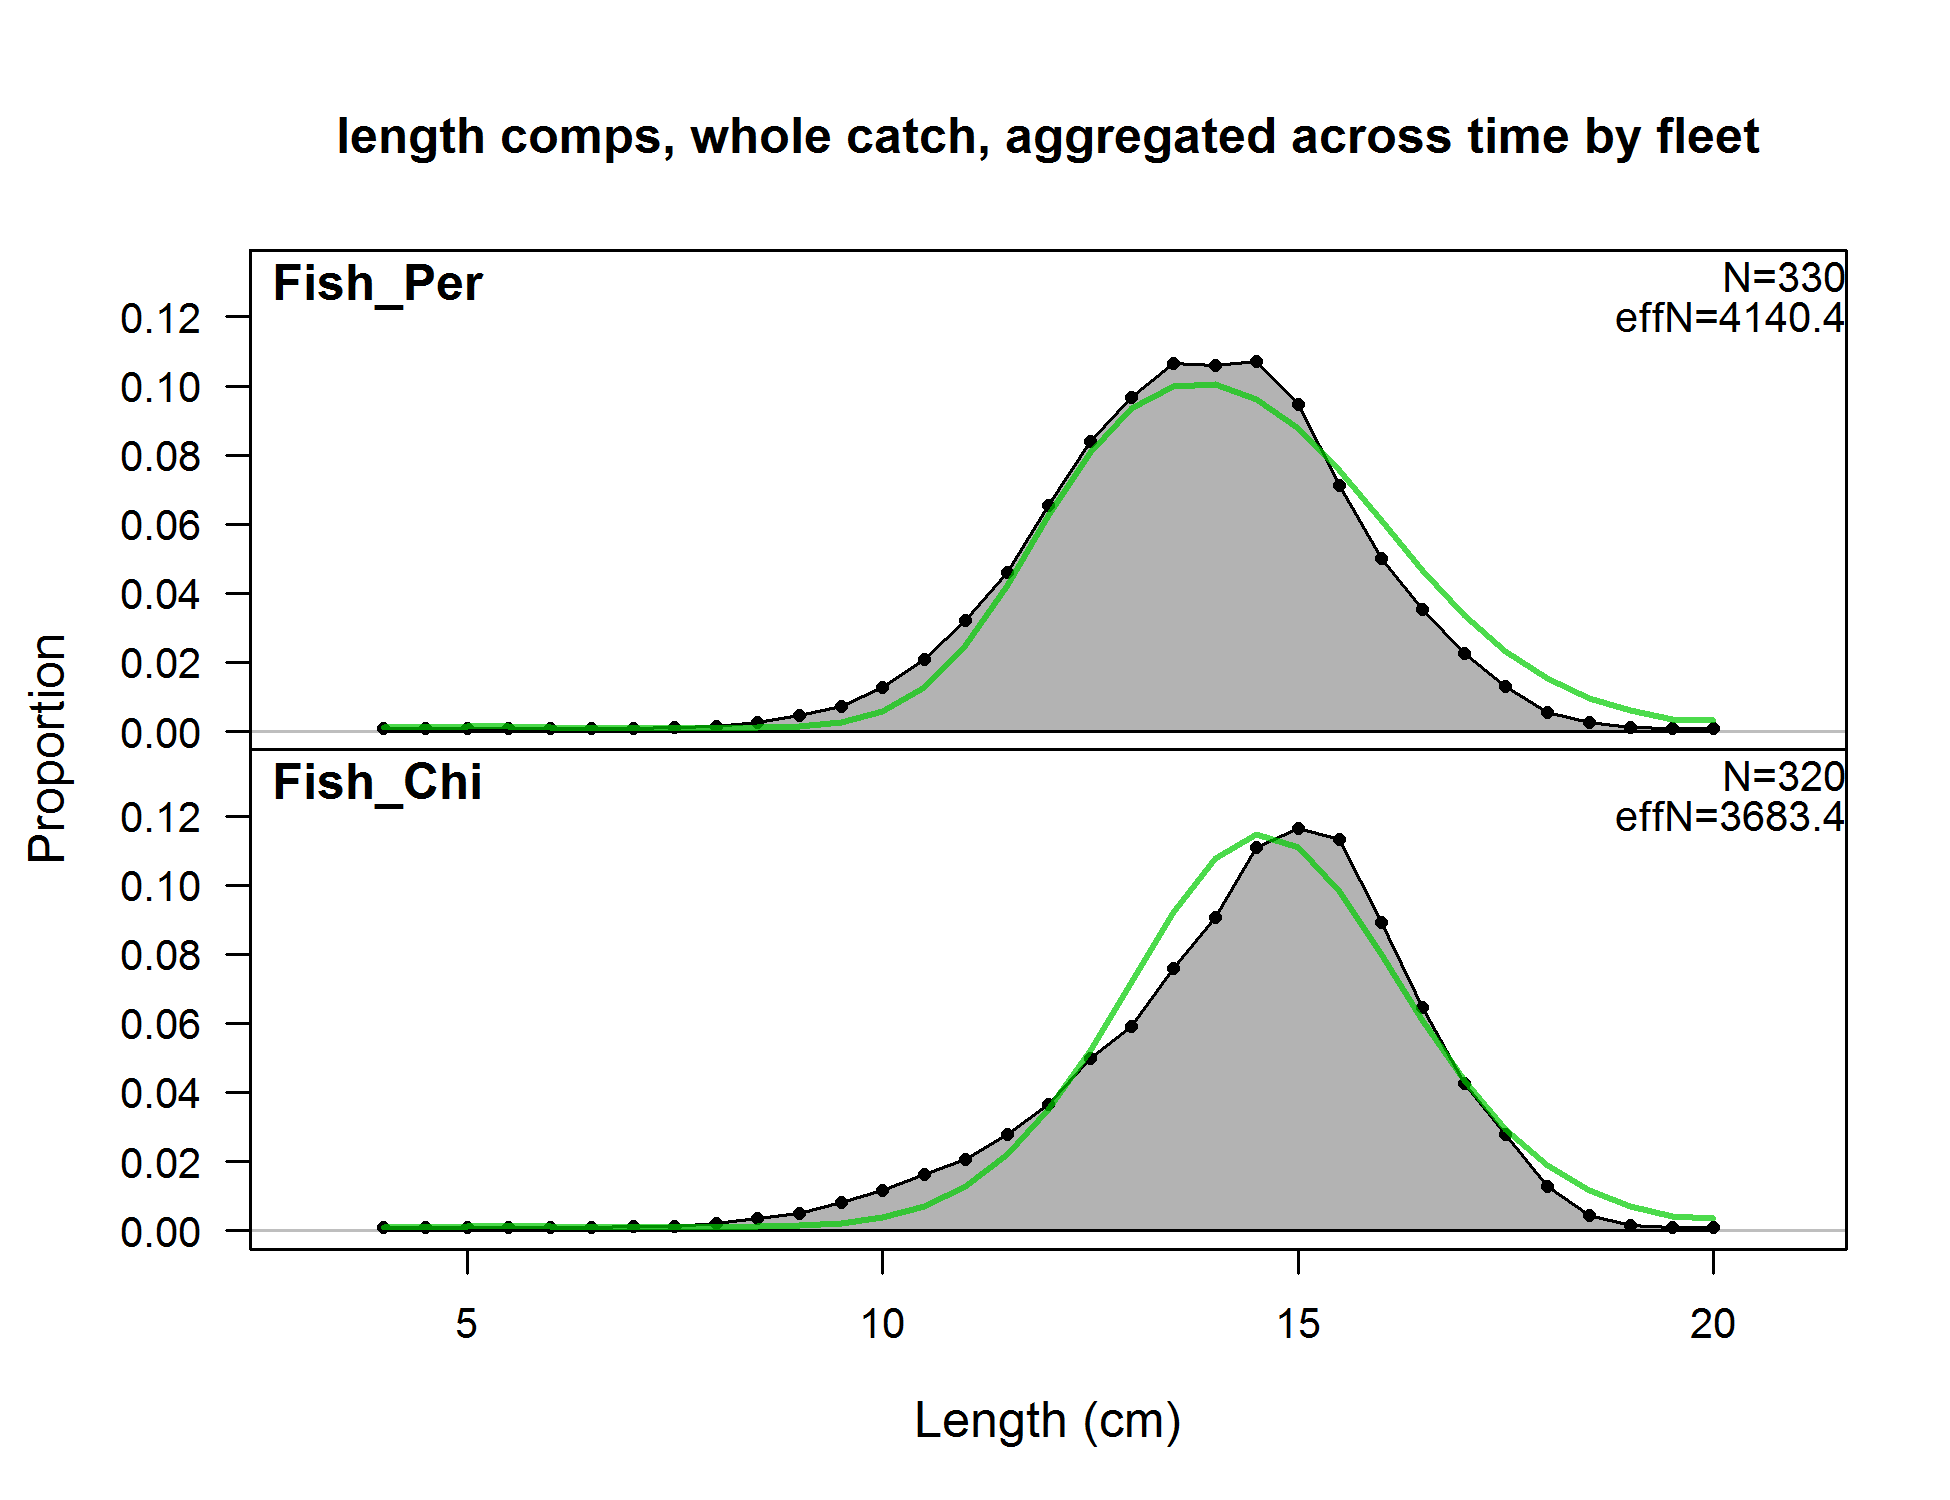 length comps, whole catch, aggregated across time by fleet
Fish_Per
N=330
effN=4140.4
0.12
0.10
0.08
0.06
0.04
0.02
0.00
Fish_Chi
N=320
effN=3683.4
0.12
0.10
0.08
0.06
0.04
0.02
0.00
Proportion
5 10 15 20
Length (cm)